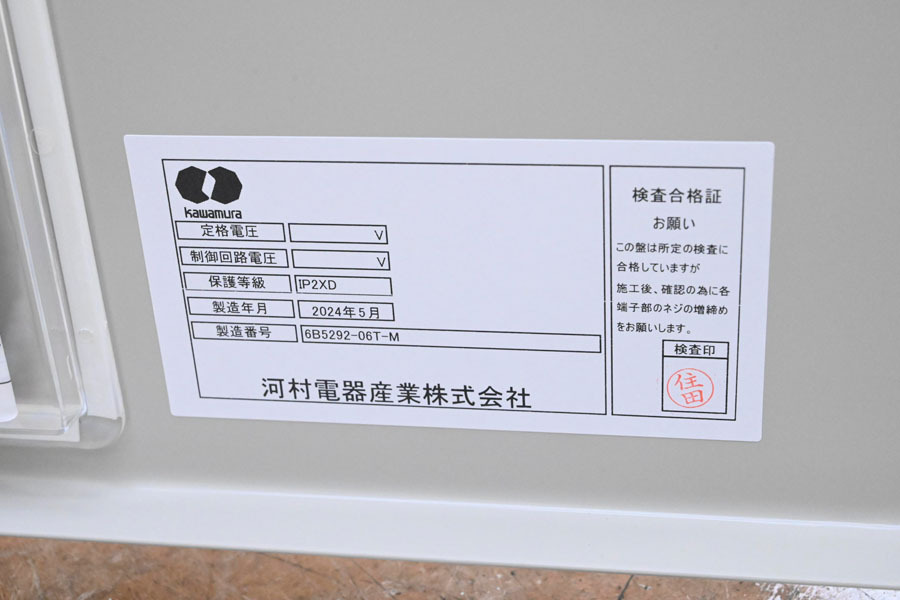 kawamura
定格電圧 V
制御回路電圧 V
保護等級 IP2XD
製造年月 2024年5月
製造番号 6B5292-06T-M
河村電器産業株式会社
検査合格証
お願い
この盤は所定の検査に
合格していますが
施工後、確認の為に各
端子部のネジの増締め
をお願いします。
検査印
住田